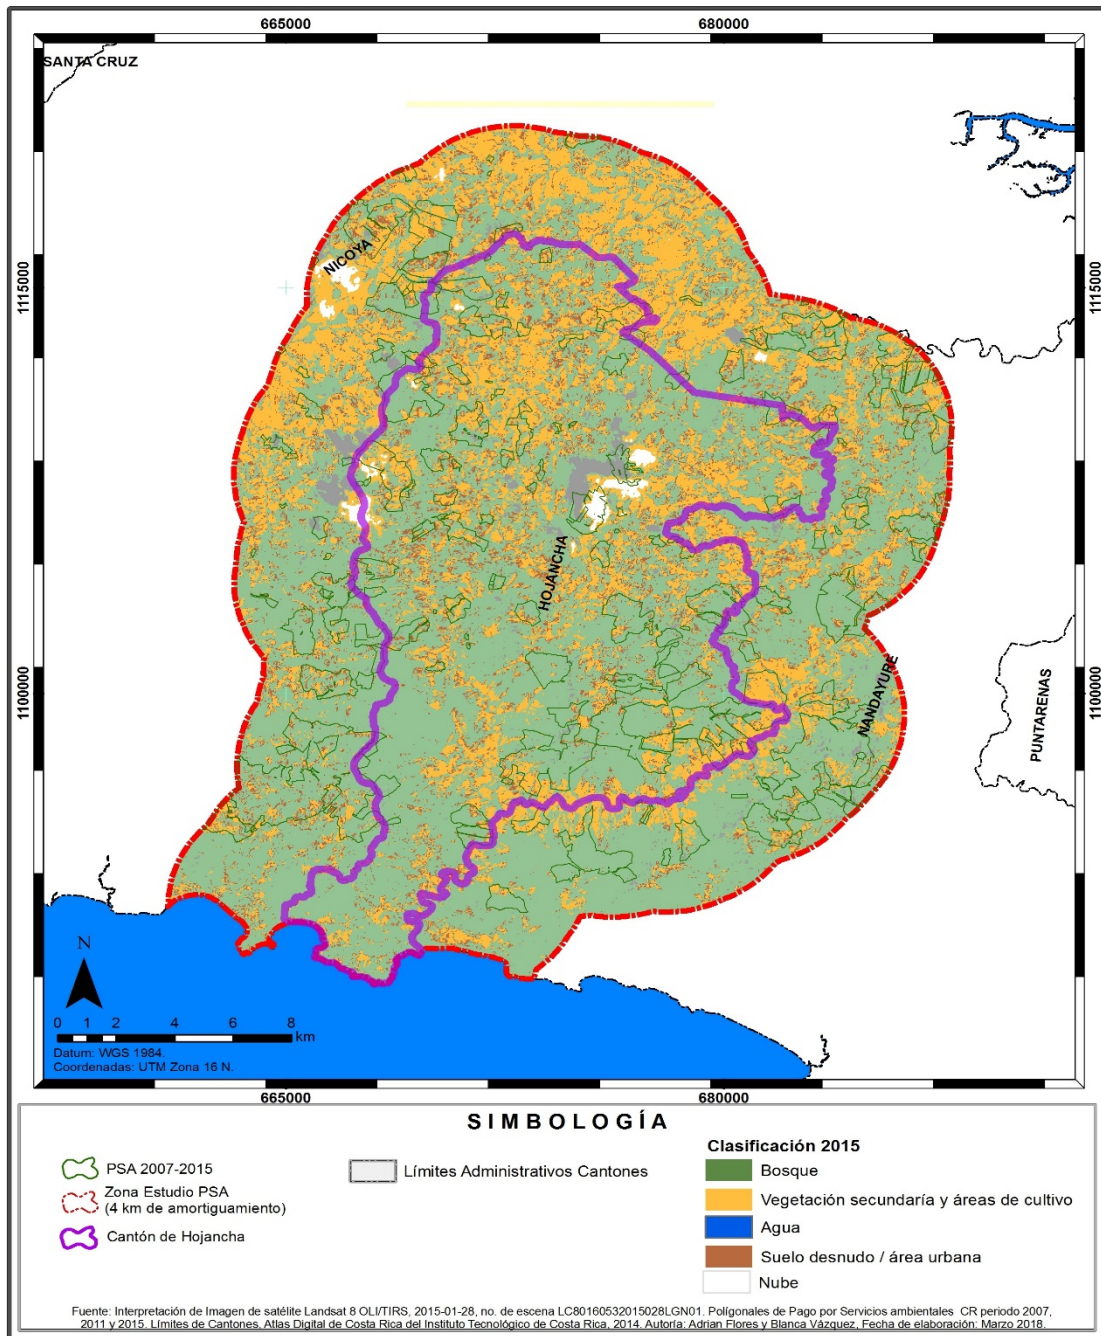 665000
680000
SANTA CRUZ
NICOYA
1115000
1115000
HOJANCHA
NANDAYURE
PUNTARENAS
1100000
1100000
N
0 1 2 4 6 8
km
Datum: WGS 1984.
Coordenadas: UTM Zona 16 N.
665000
680000
SIMBOLOGÍA
PSA 2007-2015
Zona Estudio PSA
(4 km de amortiguamiento)
Cantón de Hojancha
Límites Administrativos Cantones
Clasificación 2015
Bosque
Vegetación secundaría y áreas de cultivo
Agua
Suelo desnudo / área urbana
Nube
Fuente: Interpretación de Imagen de satélite Landsat 8 OLI/TIRS, 2015-01-28, no. de escena LC80160532015028LGN01. Polígonales de Pago por Servicios ambientales CR periodo 2007,
2011 y 2015. Límites de Cantones, Atlas Digital de Costa Rica del Instituto Tecnológico de Costa Rica, 2014. Autoría: Adrian Flores y Blanca Vázquez, Fecha de elaboración: Marzo 2018.